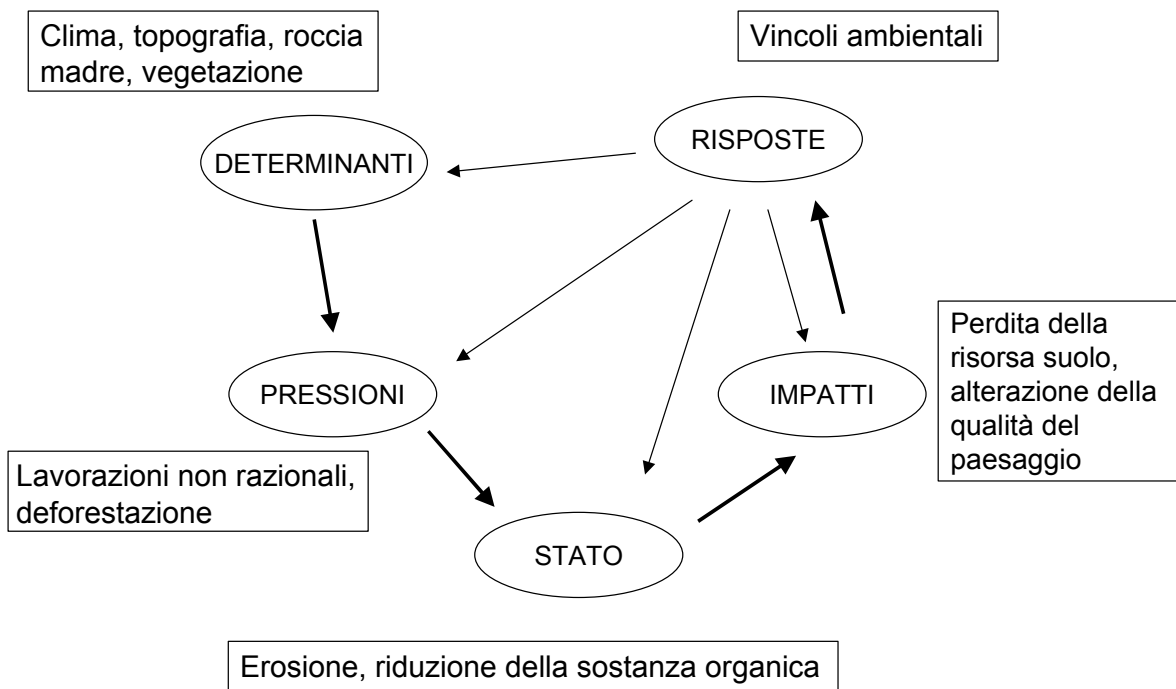 Clima, topografia, roccia
madre, vegetazione
Vincoli ambientali
RISPOSTE
DETERMINANTI
PRESSIONI
IMPATTI
Perdita della
risorsa suolo,
alterazione della
qualità del
paesaggio
Lavorazioni non razionali,
deforestazione
STATO
Erosione, riduzione della sostanza organica